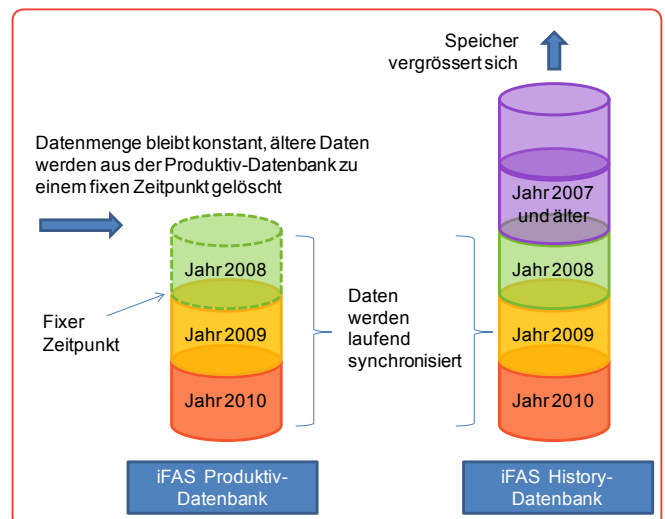 Speicher
vergrössert sich
Datenmenge bleibt konstant, ältere Daten
werden aus der Produktiv-Datenbank zu
einem fixen Zeitpunkt gelöscht
Jahr 2007
und älter
Jahr 2008
Jahr 2008
Fixer
Zeitpunkt
Jahr 2009
Daten
werden
laufend
synchronisiert
Jahr 2009
Jahr 2010
Jahr 2010
iFAS Produktiv-
Datenbank
iFAS History-
Datenbank